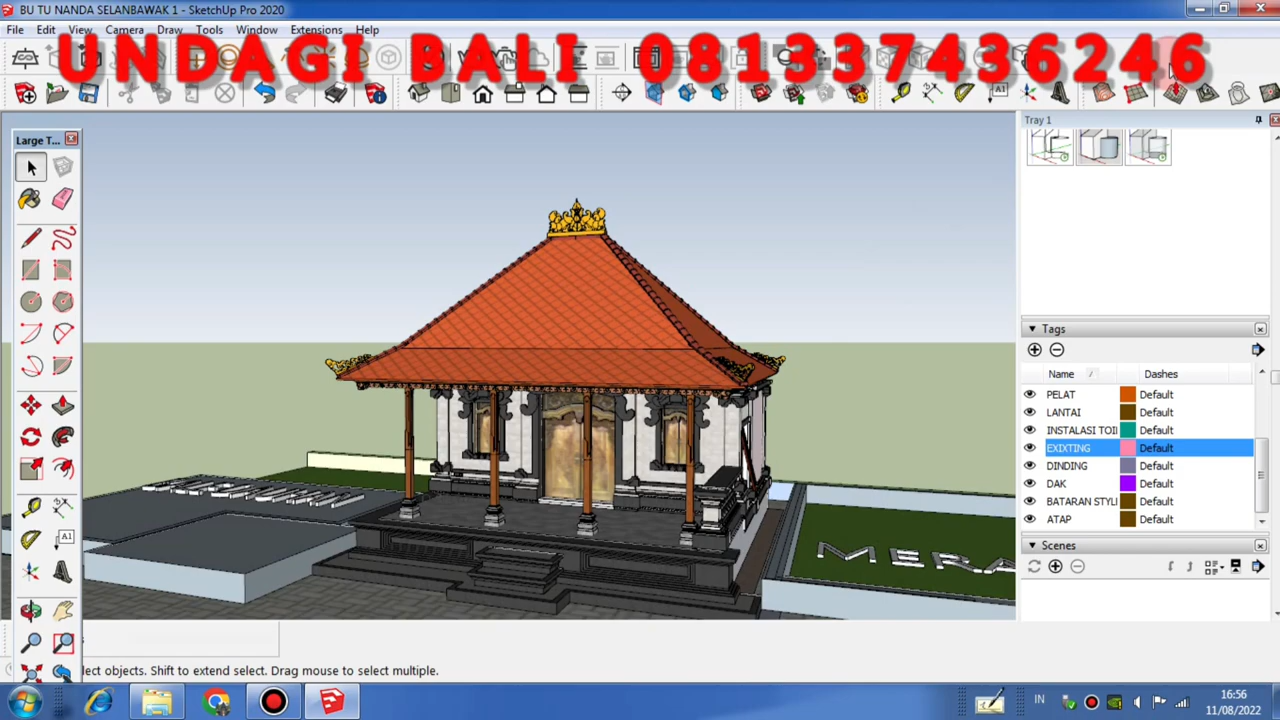 BU TU NANDA SELANBAWAK 1 - SketchUp Pro 2020
File Edit View Camera Draw Tools Window Extensions Help
UNDAGI BALI 081337436246
Large T...
Tray 1
Tags
Name Dashes
PELAT Default
LANTAI Default
INSTALASI TOII Default
EXIXTING Default
DINDING Default
DAK Default
BATARAN STYLI Default
ATAP Default
Scenes
MERA
lect objects. Shift to extend select. Drag mouse to select multiple.
IN
16:56
11/08/2022